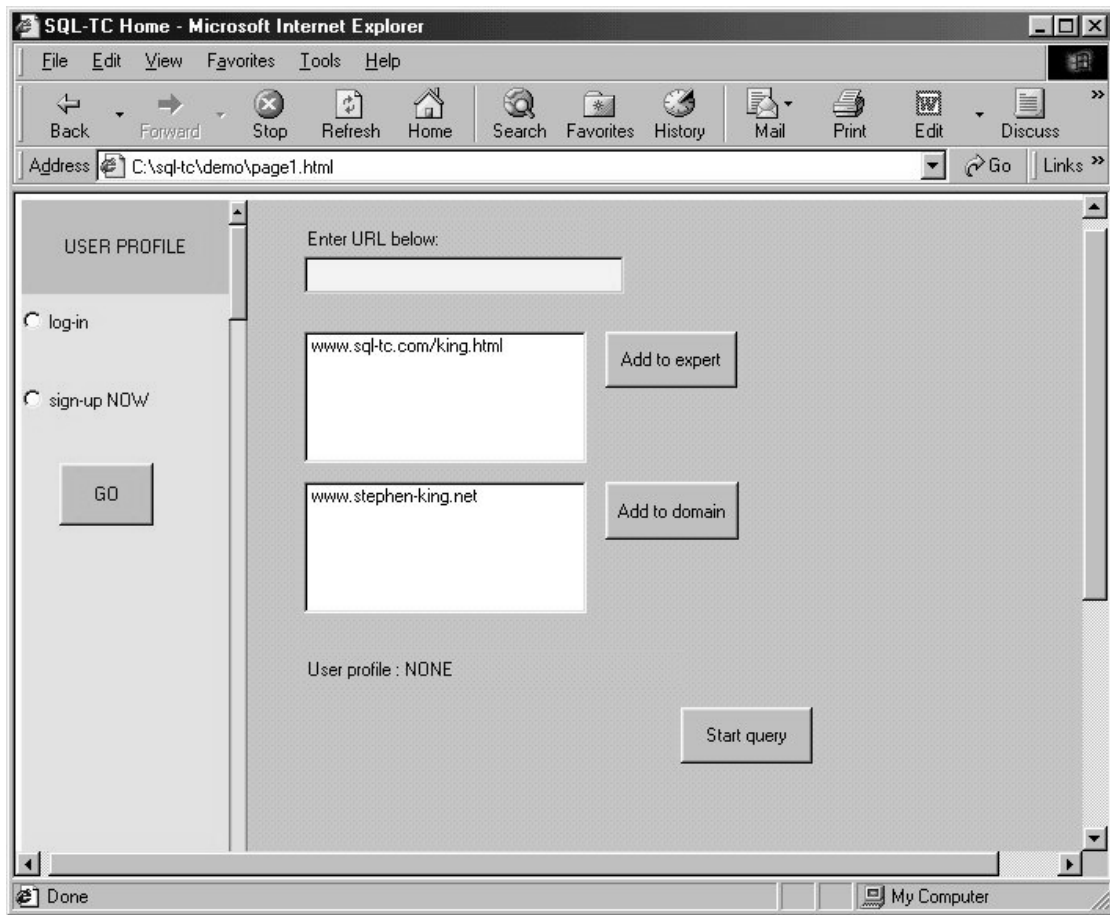 SQL-TC Home - Microsoft Internet Explorer
File Edit View Favorites Tools Help
Back Forward Stop Refresh Home Search Favorites History Mail Print Edit Discuss »
Address C:\sql-tc\demo\page1.html Go Links »
USER PROFILE
log-in
sign-up NOW
GO
Enter URL below:
www.sql-tc.com/king.html
Add to expert
www.stephen-king.net
Add to domain
User profile : NONE
Start query
Done My Computer